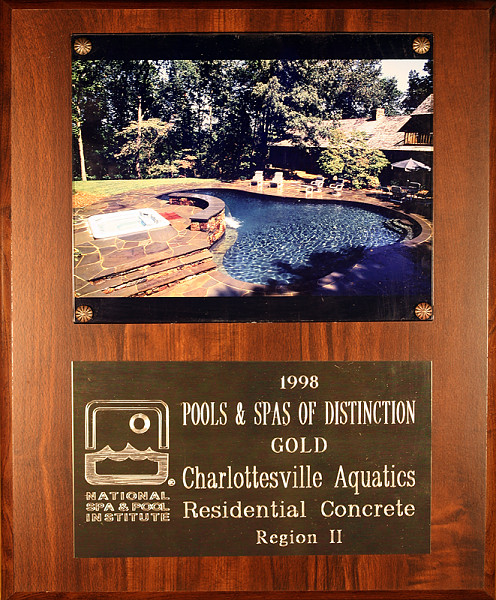 1998
POOLS & SPAS OF DISTINCTION
GOLD
Charlottesville Aquatics
Residential Concrete
Region II
®
NATIONAL
SPA & POOL
INSTITUTE